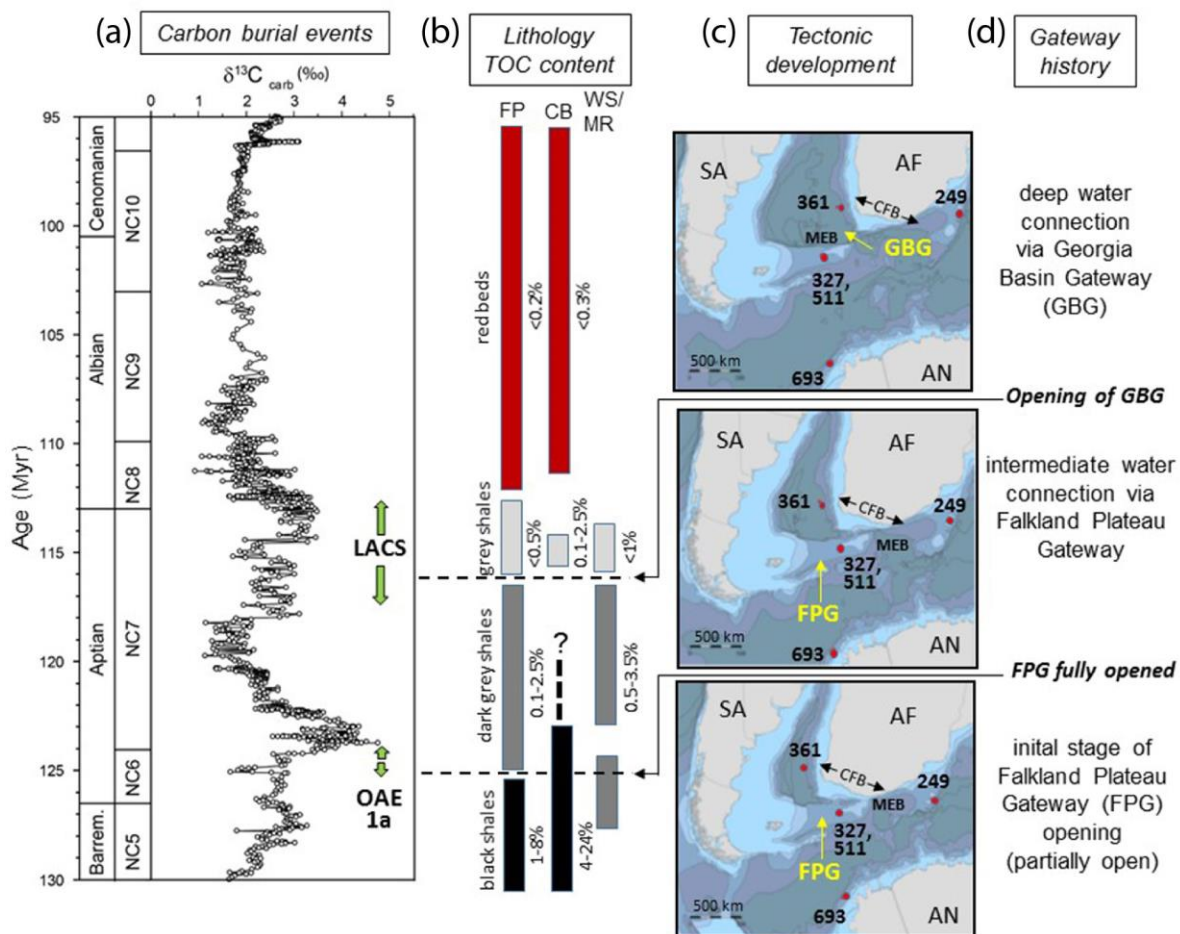 (a)
Carbon burial events
(b)
Lithology
TOC content
(c)
Tectonic
development
(d)
Gateway
history
δ13C carb (‰)
0 1 2 3 4 5
Age (Myr)
95
100
105
110
115
120
125
130
Cenomanian
Albian
Aptian
Barrem.
NC10
NC9
NC8
NC7
NC6
NC5
LACS
OAE
1a
FP
CB
WS/
MR
red beds
<0.2%
<0.3%
grey shales
<0.5%
0.1-2.5%
<1%
dark grey shales
0.1-2.5%
?
0.5-3.5%
black shales
1-8%
4-24%
SA
AF
361
CFB
249
MEB
GBG
327,
511
500 km
693
AN
deep water
connection
via Georgia
Basin Gateway
(GBG)
Opening of GBG
SA
AF
361
CFB
249
MEB
327,
511
FPG
500 km
693
AN
intermediate water
connection via
Falkland Plateau
Gateway
FPG fully opened
SA
AF
361
CFB
249
MEB
327,
511
FPG
500 km
693
AN
inital stage of
Falkland Plateau
Gateway (FPG)
opening
(partially open)